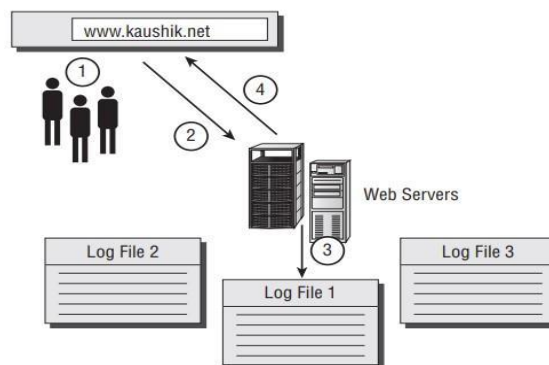 www.kaushik.net
1
4
2
Web Servers
3
Log File 2
Log File 3
Log File 1